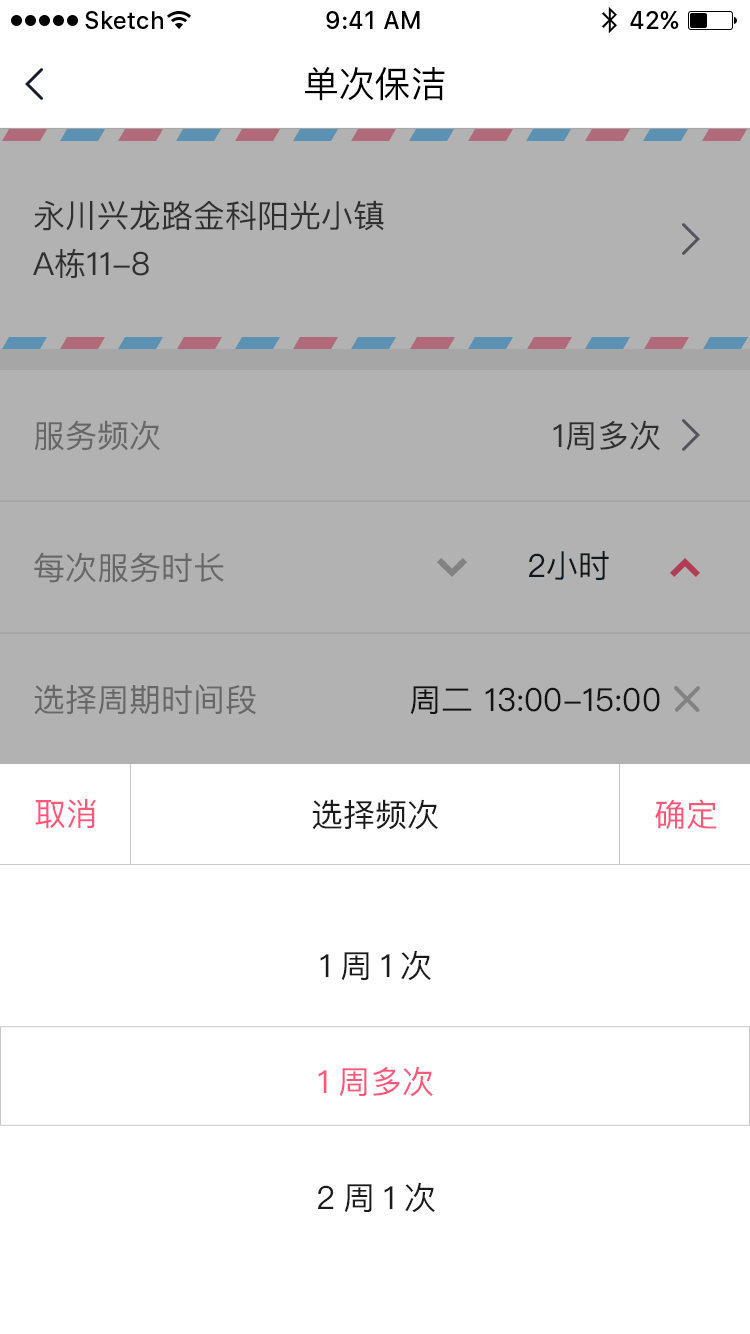 Sketch 9:41 AM 42%
单次保洁
永川兴龙路金科阳光小镇
A栋11-8
服务频次 1周多次
每次服务时长 2小时
选择周期时间段 周二 13:00-15:00
取消 选择频次 确定
1周1次
1周多次
2周1次